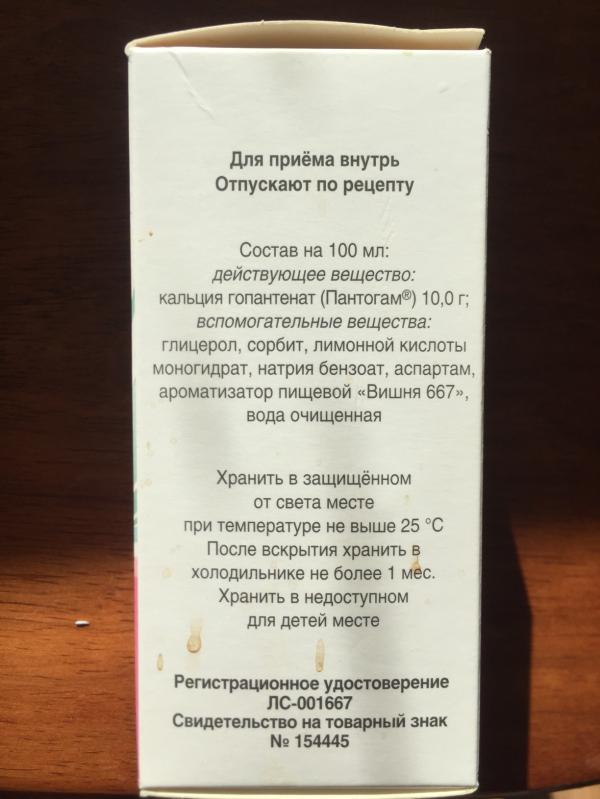 Для приёма внутрь
Отпускают по рецепту
Состав на 100 мл:
действующее вещество:
кальция гопантенат (Пантогам®) 10,0 г;
вспомогательные вещества:
глицерол, сорбит, лимонной кислоты
моногидрат, натрия бензоат, аспартам,
ароматизатор пищевой «Вишня 667»,
вода очищенная
Хранить в защищённом
от света месте
при температуре не выше 25 °C
После вскрытия хранить в
холодильнике не более 1 мес.
Хранить в недоступном
для детей месте
Регистрационное удостоверение
ЛС-001667
Свидетельство на товарный знак
№ 154445